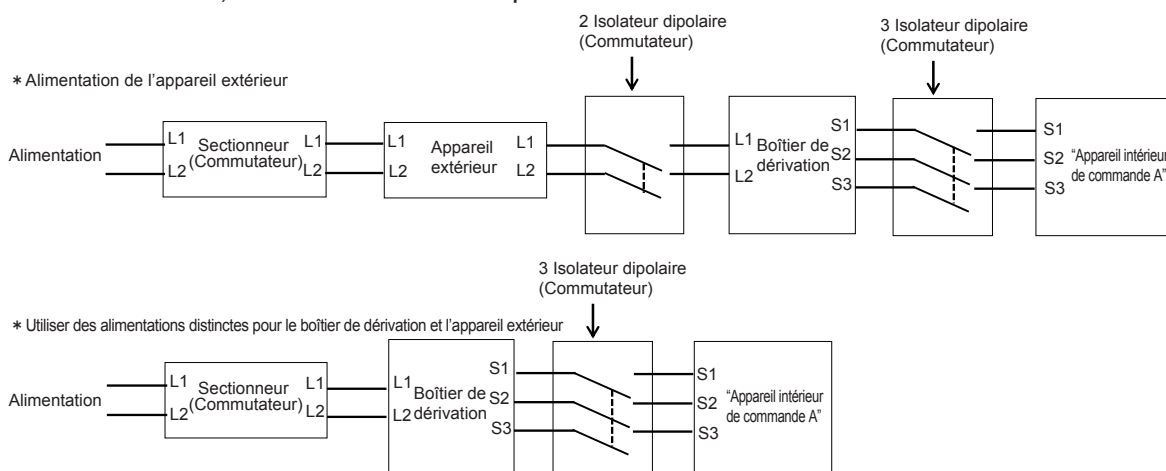 2 Isolateur dipolaire
(Commutateur)
3 Isolateur dipolaire
(Commutateur)
* Alimentation de l'appareil extérieur
Alimentation
L1
L2
Sectionneur
(Commutateur)
L1
L2
L1
L2
Appareil
extérieur
L1
L2
L1
L2
Boîtier de
dérivation
S1
S2
S3
S1
S2
S3
"Appareil intérieur
de commande A"
3 Isolateur dipolaire
(Commutateur)
* Utiliser des alimentations distinctes pour le boîtier de dérivation et l'appareil extérieur
Alimentation
L1
L2
Sectionneur
(Commutateur)
L1
L2
L1
L2
Boîtier de
dérivation
S1
S2
S3
S1
S2
S3
"Appareil intérieur
de commande A"